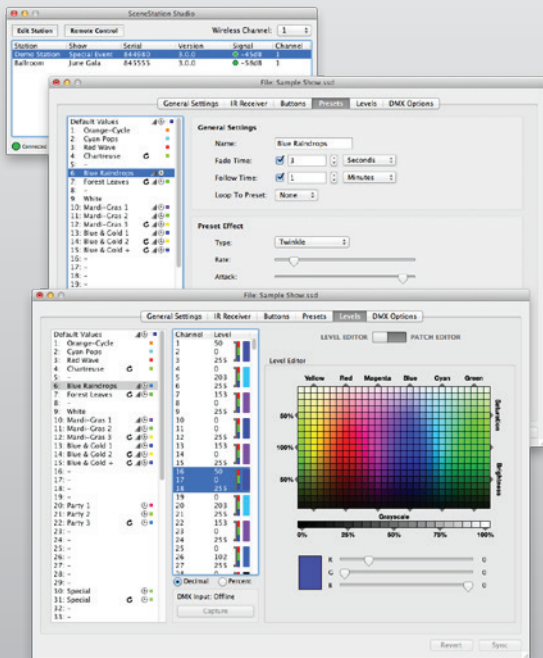 SceneStation Studio
Edit Station Remote Control Wireless Channel: 1
Station Show Serial Version Signal Channel
Demo Station Special Event 844980 3.0.0 -45dB 1
Ballroom June Gala 845555 3.0.0 -58dB 1
Connected
File: Sample Show.ssd
General Settings IR Receiver Buttons Presets Levels DMX Options
Default Values
1: Orange-Cycle
2: Cyan Pops
3: Red Wave
4: Chartreuse
5: -
6: Blue Raindrops
7: Forest Leaves
8: -
9: White
10: Mardi-Gras 1
11: Mardi-Gras 2
12: Mardi-Gras 3
13: Blue & Gold 1
14: Blue & Gold 2
15: Blue & Gold +
16: -
17: -
18: -
19: -
General Settings
Name: Blue Raindrops
Fade Time: 3 Seconds
Follow Time: 1 Minutes
Loop To Preset: None
Preset Effect
Type: Twinkle
Rate:
Attack:
File: Sample Show.ssd
General Settings IR Receiver Buttons Presets Levels DMX Options
Default Values
1: Orange-Cycle
2: Cyan Pops
3: Red Wave
4: Chartreuse
5: -
6: Blue Raindrops
7: Forest Leaves
8: -
9: White
10: Mardi-Gras 1
11: Mardi-Gras 2
12: Mardi-Gras 3
13: Blue & Gold 1
14: Blue & Gold 2
15: Blue & Gold +
16: -
17: -
18: -
19: -
20: Party 1
21: Party 2
22: Party 3
23: -
24: -
25: -
26: -
27: -
28: -
29: -
30: Special
31: Special
32: -
33: -
Channel Level
1 50
2 0
3 255
4 0
5 203
6 255
7 153
8 0
9 255
10 0
11 0
12 255
13 153
14 0
15 255
16 50
17 0
18 255
19 0
20 203
21 255
22 153
23 0
24 255
25 0
26 102
27 255
Decimal Percent
DMX Input: Offline
Capture
LEVEL EDITOR PATCH EDITOR
Level Editor
Yellow Red Magenta Blue Cyan Green
50%
100%
50%
Saturation
Brightness
Grayscale
0% 25% 50% 75% 100%
R 0
G 0
B 0
Revert Sync